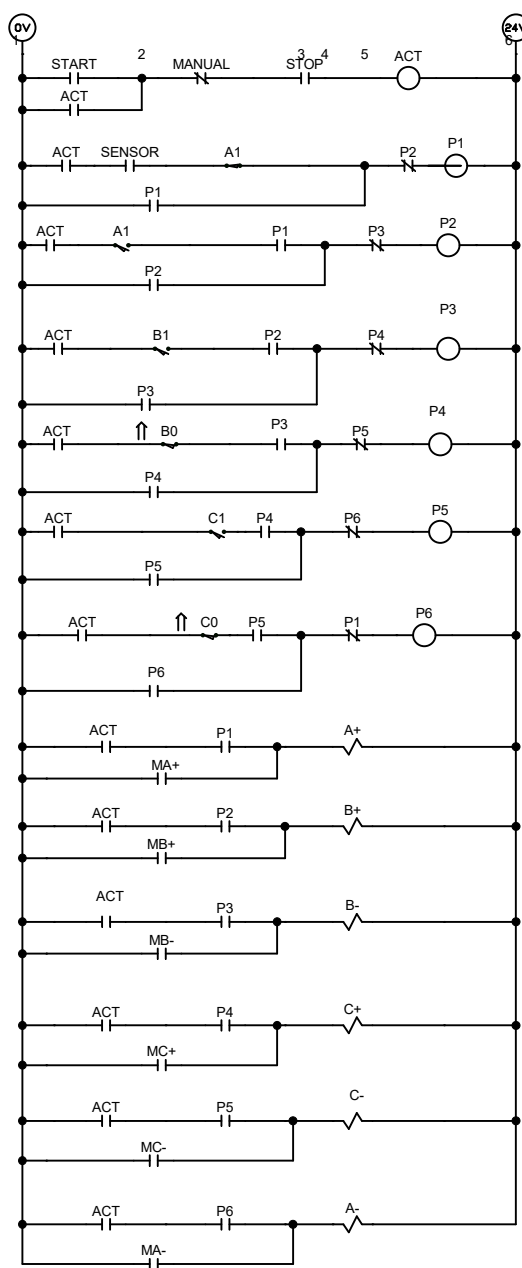 0V 24V
1 6
2 3 4 5
START MANUAL STOP ACT
ACT
ACT SENSOR A1 P2 P1
P1
ACT A1 P1 P3 P2
P2
P3
ACT B1 P2 P4
P3
P4
ACT B0 P3 P5
P4
ACT C1 P4 P6 P5
P5
ACT C0 P5 P1 P6
P6
ACT P1 A+
MA+
ACT P2 B+
MB+
ACT P3 B-
MB-
ACT P4 C+
MC+
C-
ACT P5
MC-
ACT P6 A-
MA-